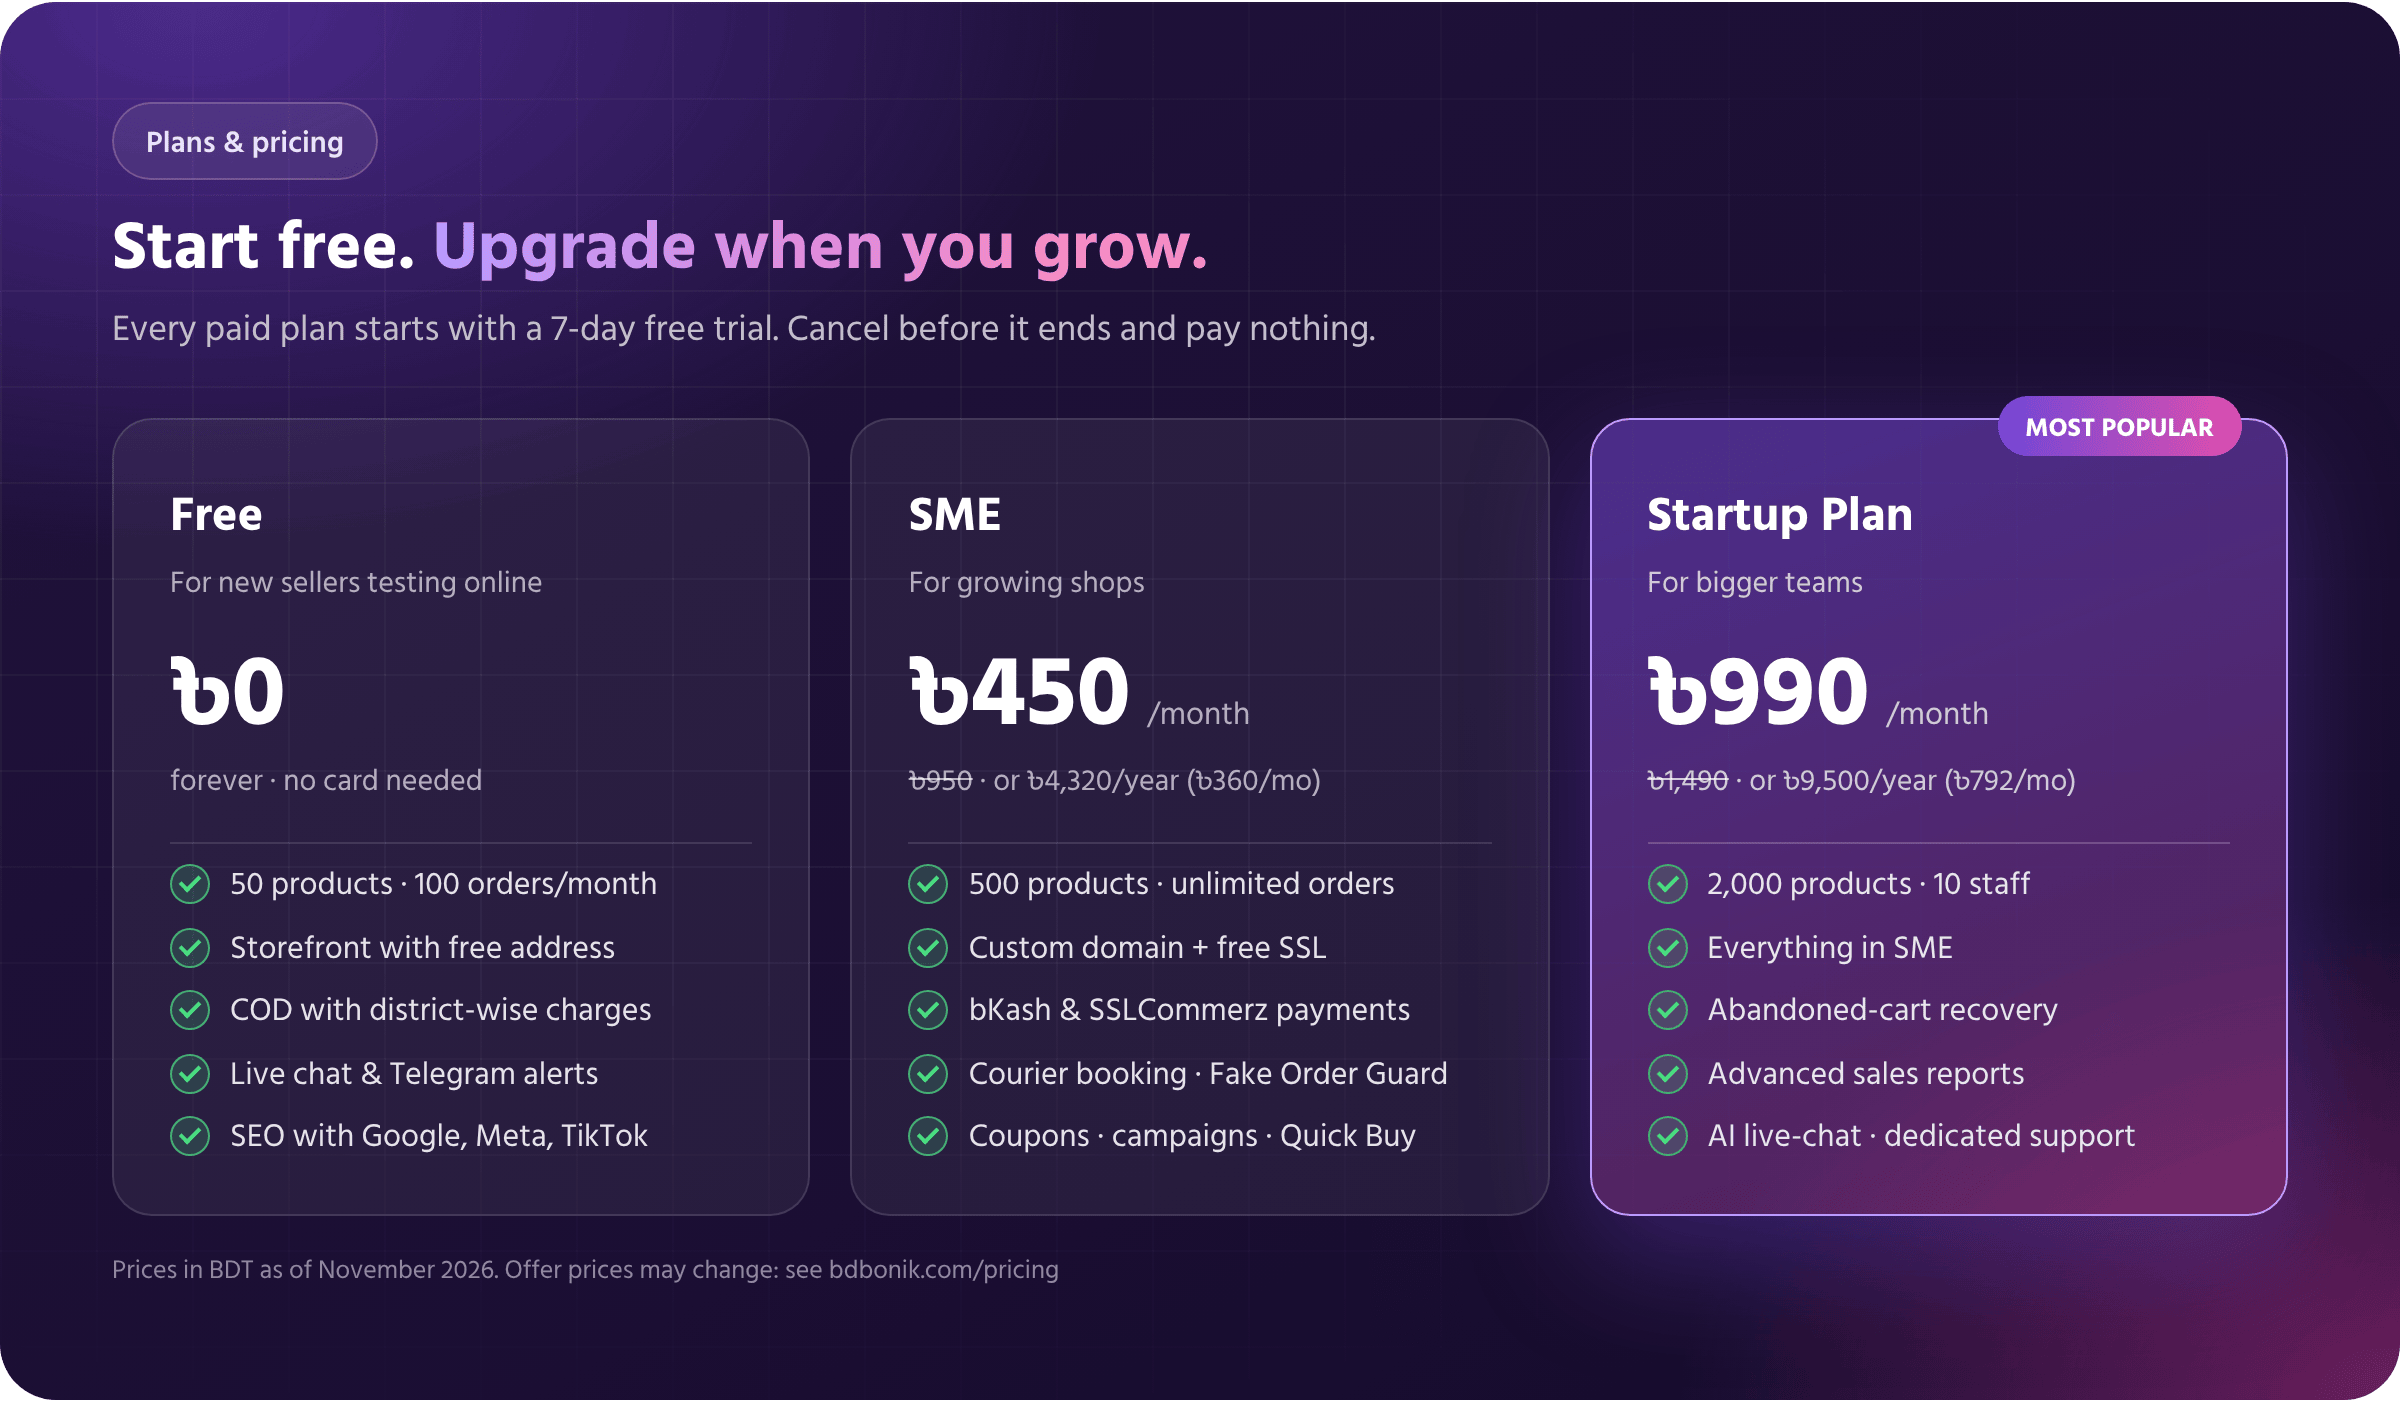 Plans & pricing
Start free. Upgrade when you grow.
Every paid plan starts with a 7-day free trial. Cancel before it ends and pay nothing.
Free
For new sellers testing online
৳0
forever · no card needed
50 products · 100 orders/month
Storefront with free address
COD with district-wise charges
Live chat & Telegram alerts
SEO with Google, Meta, TikTok
SME
For growing shops
৳450 /month
৳950 · or ৳4,320/year (৳360/mo)
500 products · unlimited orders
Custom domain + free SSL
bKash & SSLCommerz payments
Courier booking · Fake Order Guard
Coupons · campaigns · Quick Buy
MOST POPULAR
Startup Plan
For bigger teams
৳990 /month
৳1,490 · or ৳9,500/year (৳792/mo)
2,000 products · 10 staff
Everything in SME
Abandoned-cart recovery
Advanced sales reports
AI live-chat · dedicated support
Prices in BDT as of November 2026. Offer prices may change: see bdbonik.com/pricing